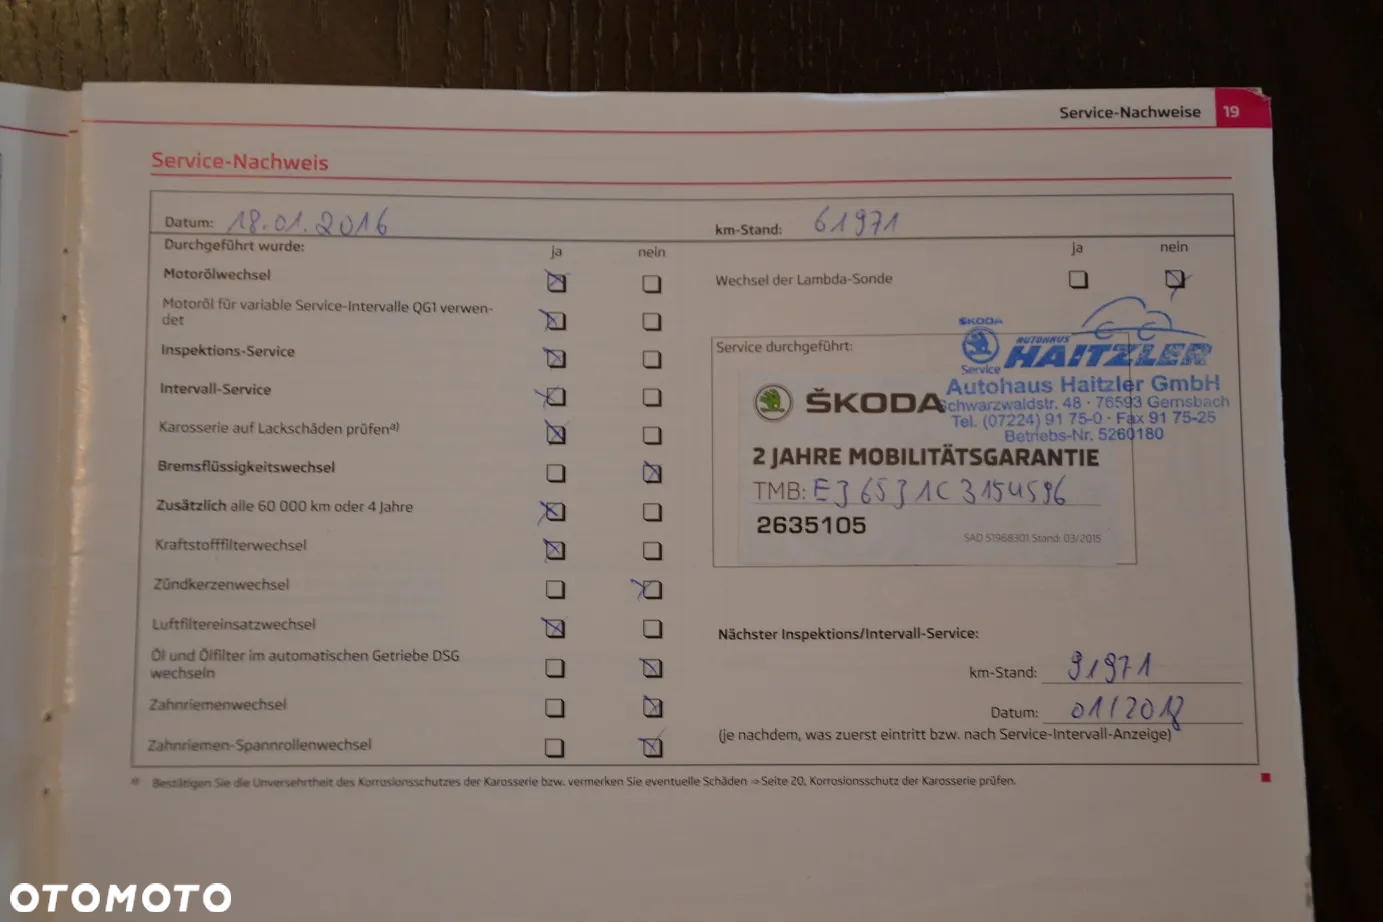 Service-Nachweise 19
Service-Nachweis
Datum: 18.01.2016
km-Stand: 61971
Durchgeführt wurde:
ja nein
Motorölwechsel
Motoröl für variable Service-Intervalle QG1 verwen-
det
Inspektions-Service
Intervall-Service
Karosserie auf Lackschäden prüfen a)
Bremsflüssigkeitswechsel
Zusätzlich alle 60 000 km oder 4 Jahre
Kraftstofffilterwechsel
Zündkerzenwechsel
Luftfiltereinsatzwechsel
Öl und Ölfilter im automatischen Getriebe DSG
wechseln
Zahnriemenwechsel
Zahnriemen-Spannrollenwechsel
ja nein
Wechsel der Lambda-Sonde
Service durchgeführt:
ŠKODA
Service
AUTOHAUS
HAITZLER
Autohaus Haitzler GmbH
Schwarzwaldstr. 48 · 76593 Gernsbach
Tel. (07224) 91 75-0 · Fax 91 75-25
Betriebs-Nr. 5260180
ŠKODA
2 JAHRE MOBILITÄTSGARANTIE
TMB: EJ6531C3154596
2635105
SAD 51968301 Stand: 03/2015
Nächster Inspektions/Intervall-Service:
km-Stand: 91971
Datum: 01/2018
(je nachdem, was zuerst eintritt bzw. nach Service-Intervall-Anzeige)
a) Bestätigen Sie die Unversehrtheit des Korrosionsschutzes der Karosserie bzw. vermerken Sie eventuelle Schäden ⇒ Seite 20, Korrosionsschutz der Karosserie prüfen.
OTOMOTO